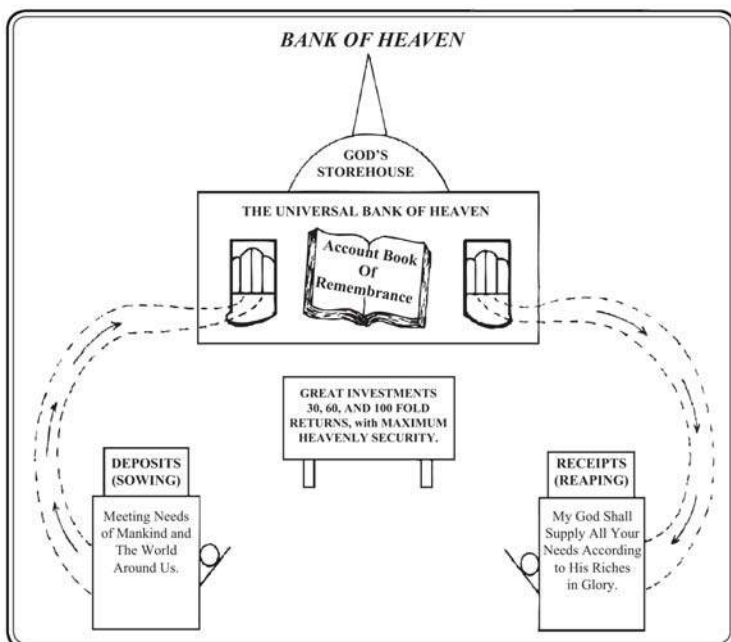 BANK OF HEAVEN
GOD'S
STOREHOUSE
THE UNIVERSAL BANK OF HEAVEN
Account Book
Of
Remembrance
GREAT INVESTMENTS
30, 60, AND 100 FOLD
RETURNS, with MAXIMUM
HEAVENLY SECURITY.
DEPOSITS
(SOWING)
Meeting Needs
of Mankind and
The World
Around Us.
RECEIPTS
(REAPING)
My God Shall
Supply All Your
Needs According
to His Riches
in Glory.